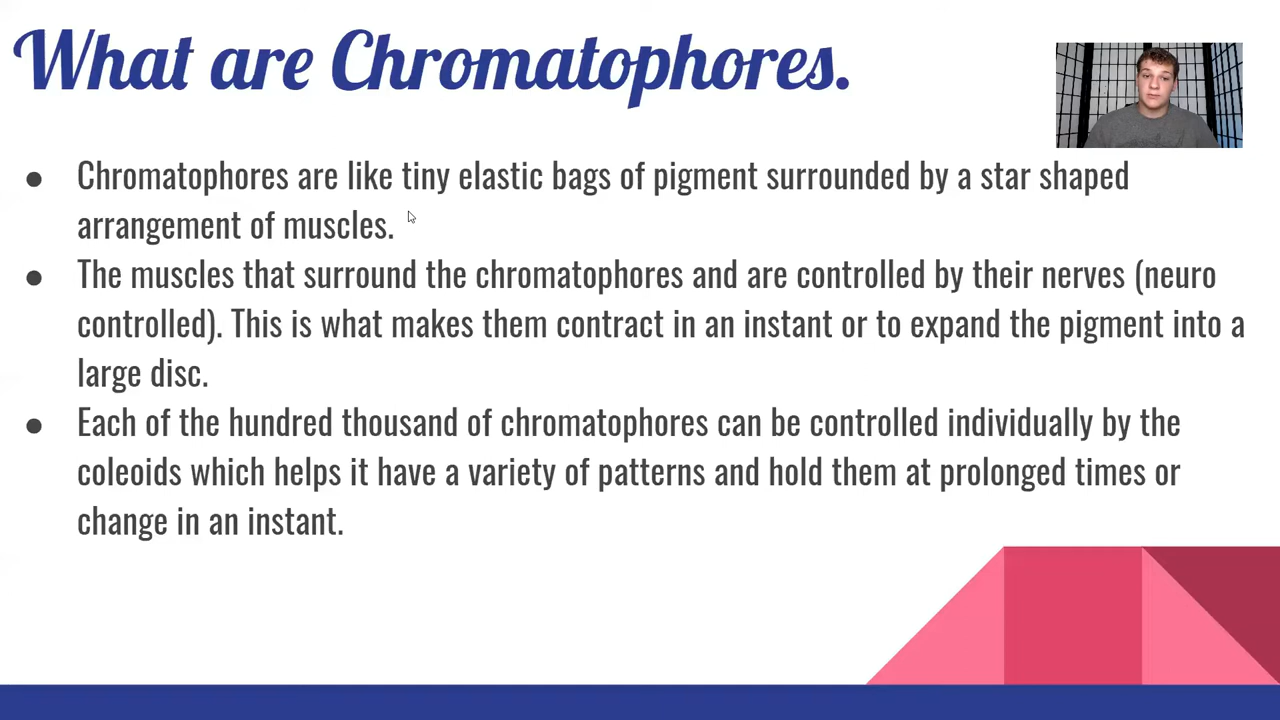 What are Chromatophores.
● Chromatophores are like tiny elastic bags of pigment surrounded by a star shaped
arrangement of muscles.
● The muscles that surround the chromatophores and are controlled by their nerves (neuro
controlled). This is what makes them contract in an instant or to expand the pigment into a
large disc.
● Each of the hundred thousand of chromatophores can be controlled individually by the
coleoids which helps it have a variety of patterns and hold them at prolonged times or
change in an instant.